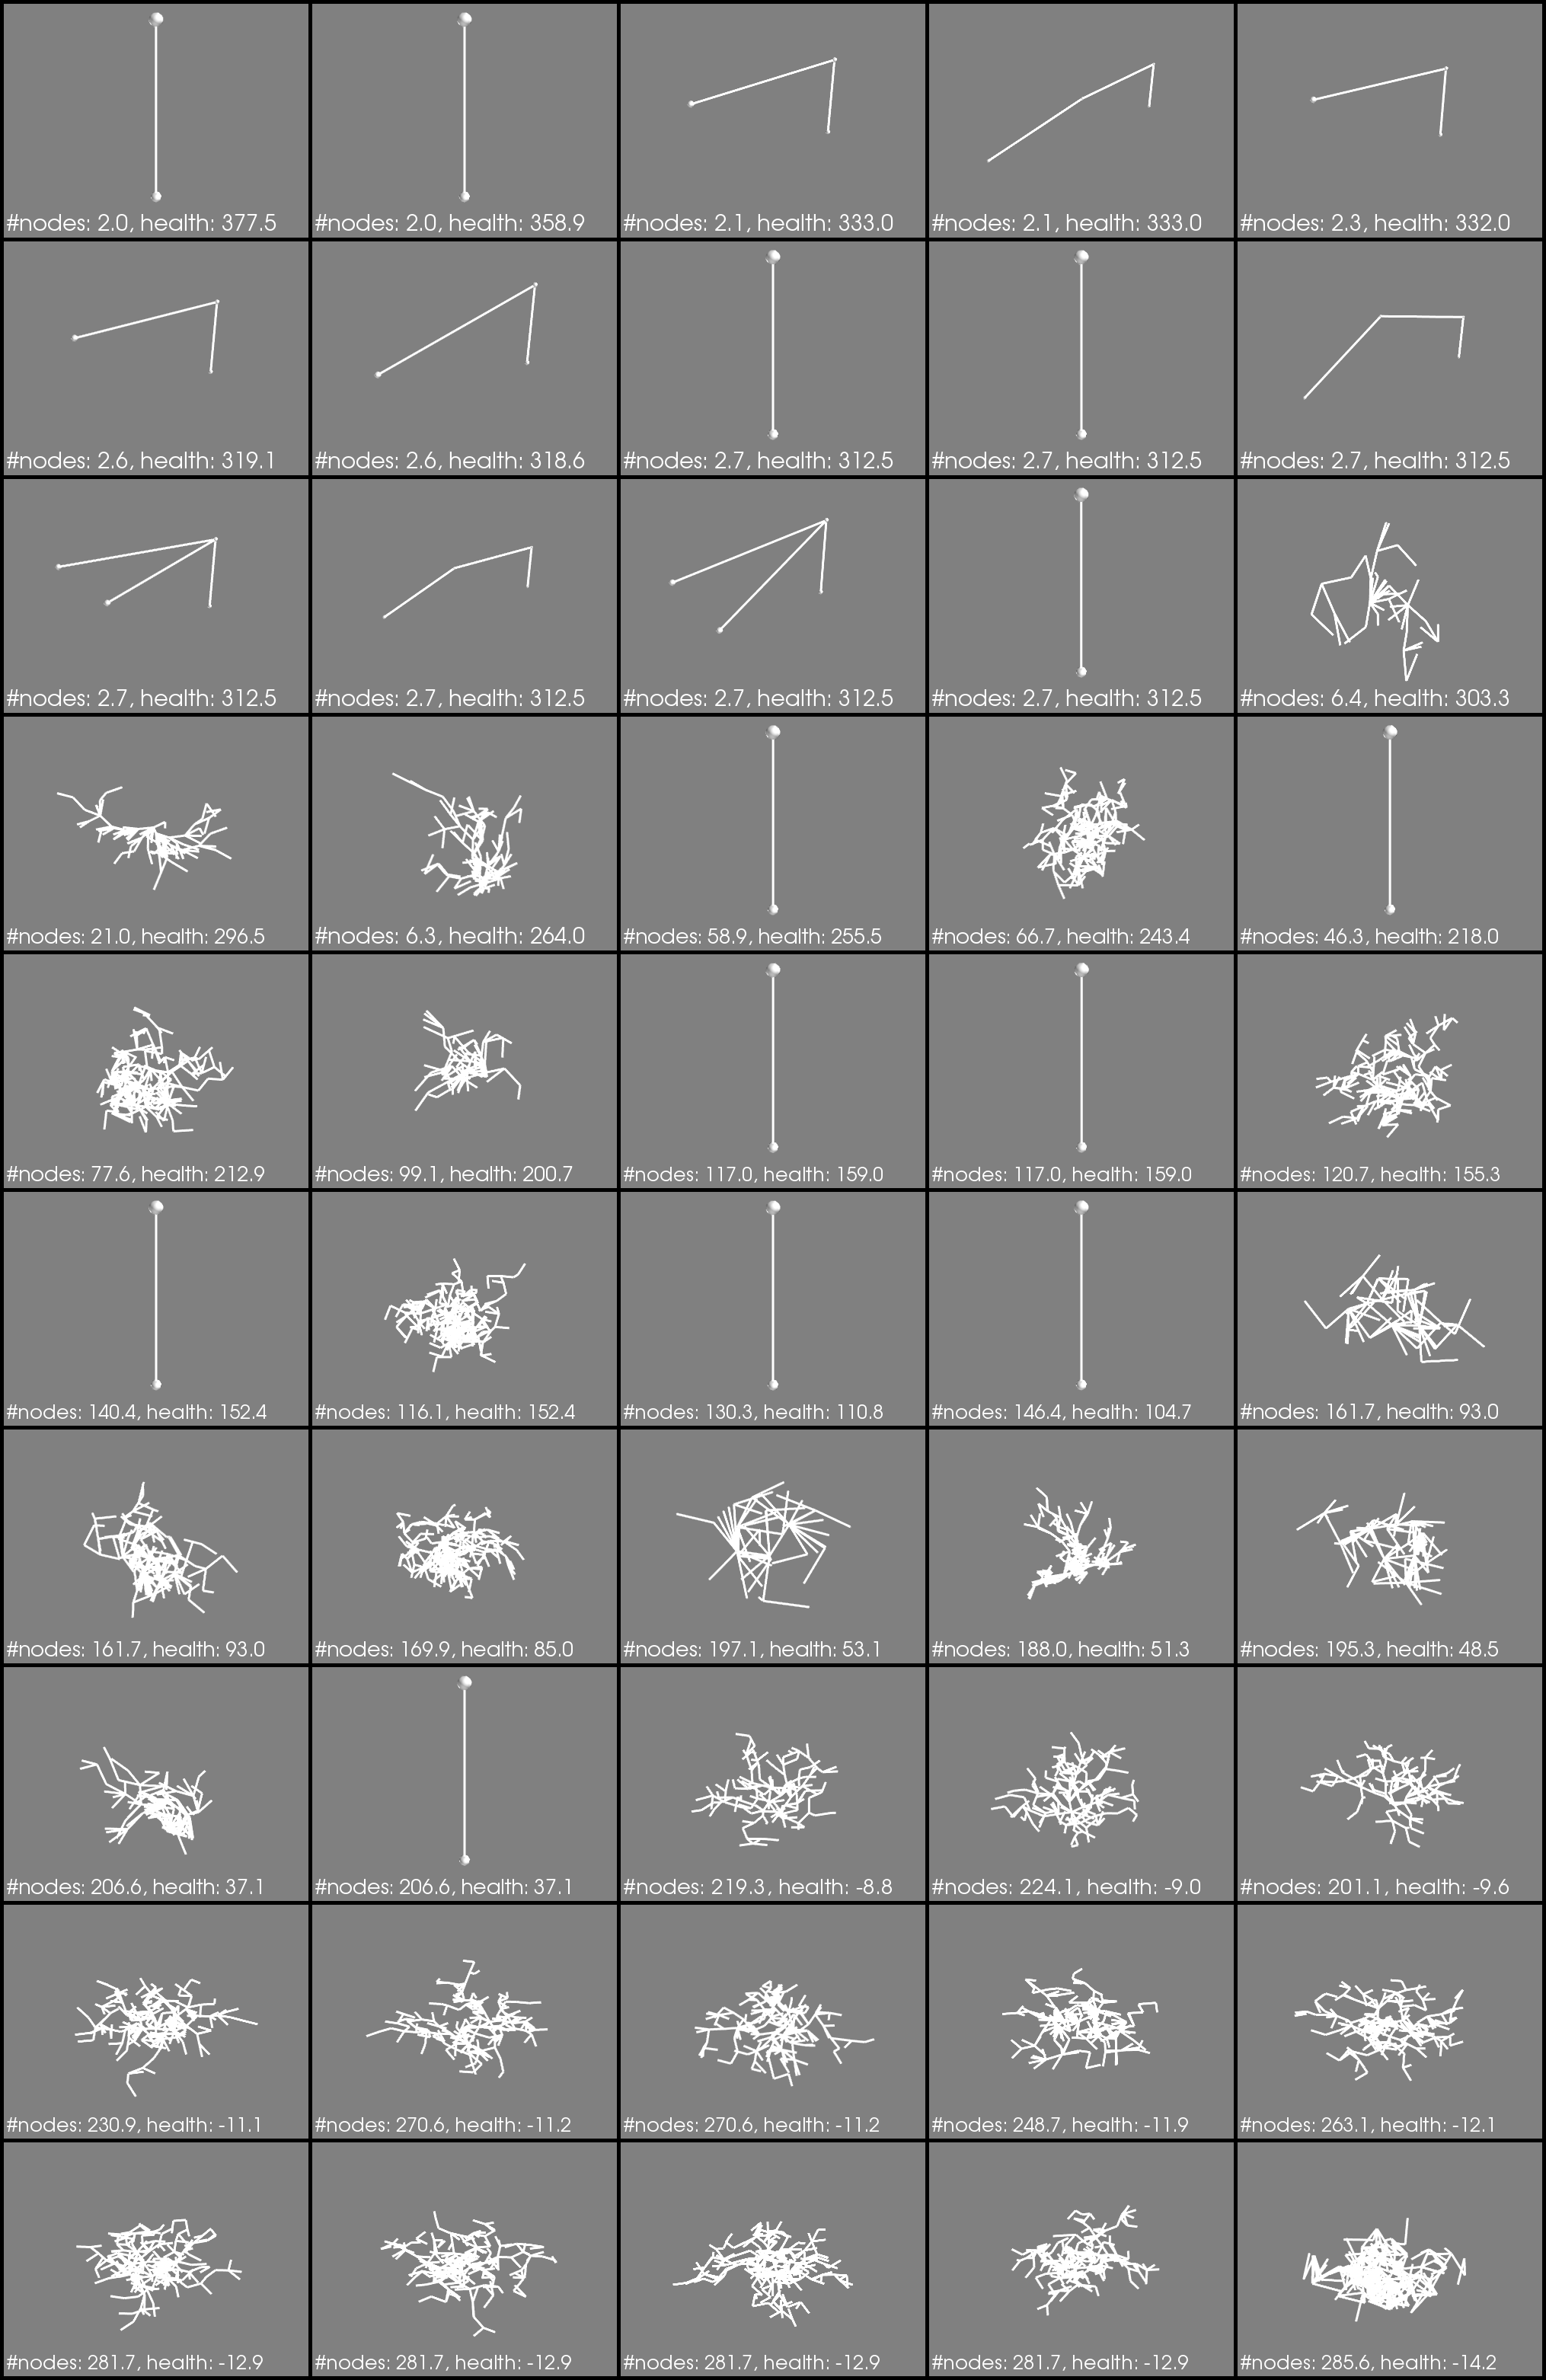 #nodes: 2.0, health: 377.5
#nodes: 2.0, health: 358.9
#nodes: 2.1, health: 333.0
#nodes: 2.1, health: 333.0
#nodes: 2.3, health: 332.0
#nodes: 2.6, health: 319.1
#nodes: 2.6, health: 318.6
#nodes: 2.7, health: 312.5
#nodes: 2.7, health: 312.5
#nodes: 2.7, health: 312.5
#nodes: 2.7, health: 312.5
#nodes: 2.7, health: 312.5
#nodes: 2.7, health: 312.5
#nodes: 2.7, health: 312.5
#nodes: 6.4, health: 303.3
#nodes: 21.0, health: 296.5
#nodes: 6.3, health: 264.0
#nodes: 58.9, health: 255.5
#nodes: 66.7, health: 243.4
#nodes: 46.3, health: 218.0
#nodes: 77.6, health: 212.9
#nodes: 99.1, health: 200.7
#nodes: 117.0, health: 159.0
#nodes: 117.0, health: 159.0
#nodes: 120.7, health: 155.3
#nodes: 140.4, health: 152.4
#nodes: 116.1, health: 152.4
#nodes: 130.3, health: 110.8
#nodes: 146.4, health: 104.7
#nodes: 161.7, health: 93.0
#nodes: 161.7, health: 93.0
#nodes: 169.9, health: 85.0
#nodes: 197.1, health: 53.1
#nodes: 188.0, health: 51.3
#nodes: 195.3, health: 48.5
#nodes: 206.6, health: 37.1
#nodes: 206.6, health: 37.1
#nodes: 219.3, health: -8.8
#nodes: 224.1, health: -9.0
#nodes: 201.1, health: -9.6
#nodes: 230.9, health: -11.1
#nodes: 270.6, health: -11.2
#nodes: 270.6, health: -11.2
#nodes: 248.7, health: -11.9
#nodes: 263.1, health: -12.1
#nodes: 281.7, health: -12.9
#nodes: 281.7, health: -12.9
#nodes: 281.7, health: -12.9
#nodes: 281.7, health: -12.9
#nodes: 285.6, health: -14.2